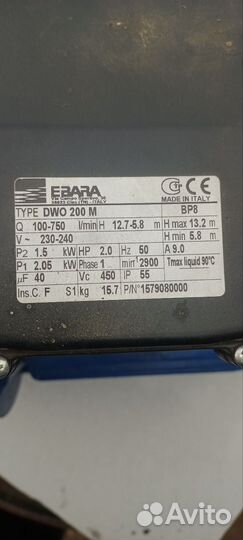 EBARA
MADE IN ITALY
TYPE DWO 200 M BP8
Q 100-750 l/min H 12.7-5.8 m H max 13.2 m
V ~ 230-240 H min 5.8 m
P2 1.5 kW HP 2.0 Hz 50 A 9.0
P1 2.05 kW Phase 1 min⁻¹ 2900 Tmax liquid 90°C
µF 40 Vc 450 IP 55
Ins.C. F S1 kg 15.7 P/N°1579080000
Avito